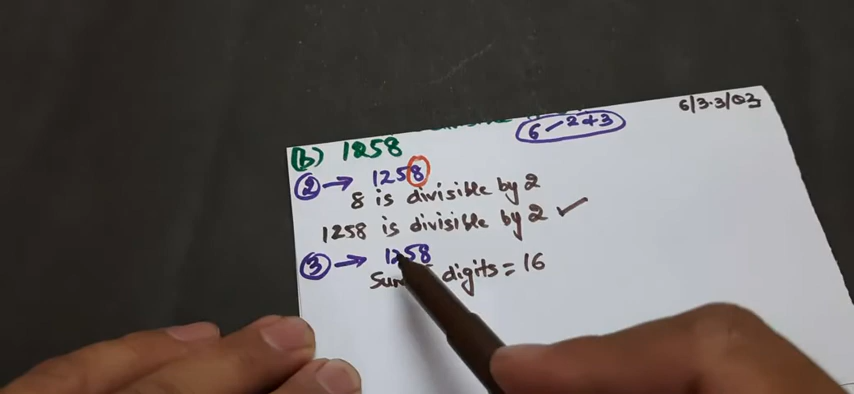 6/3.3/Q3
6 2+3
(b) 1258
2 → 1258
8 is divisible by 2
1258 is divisible by 2 ✓
3 → 1258
digits = 16